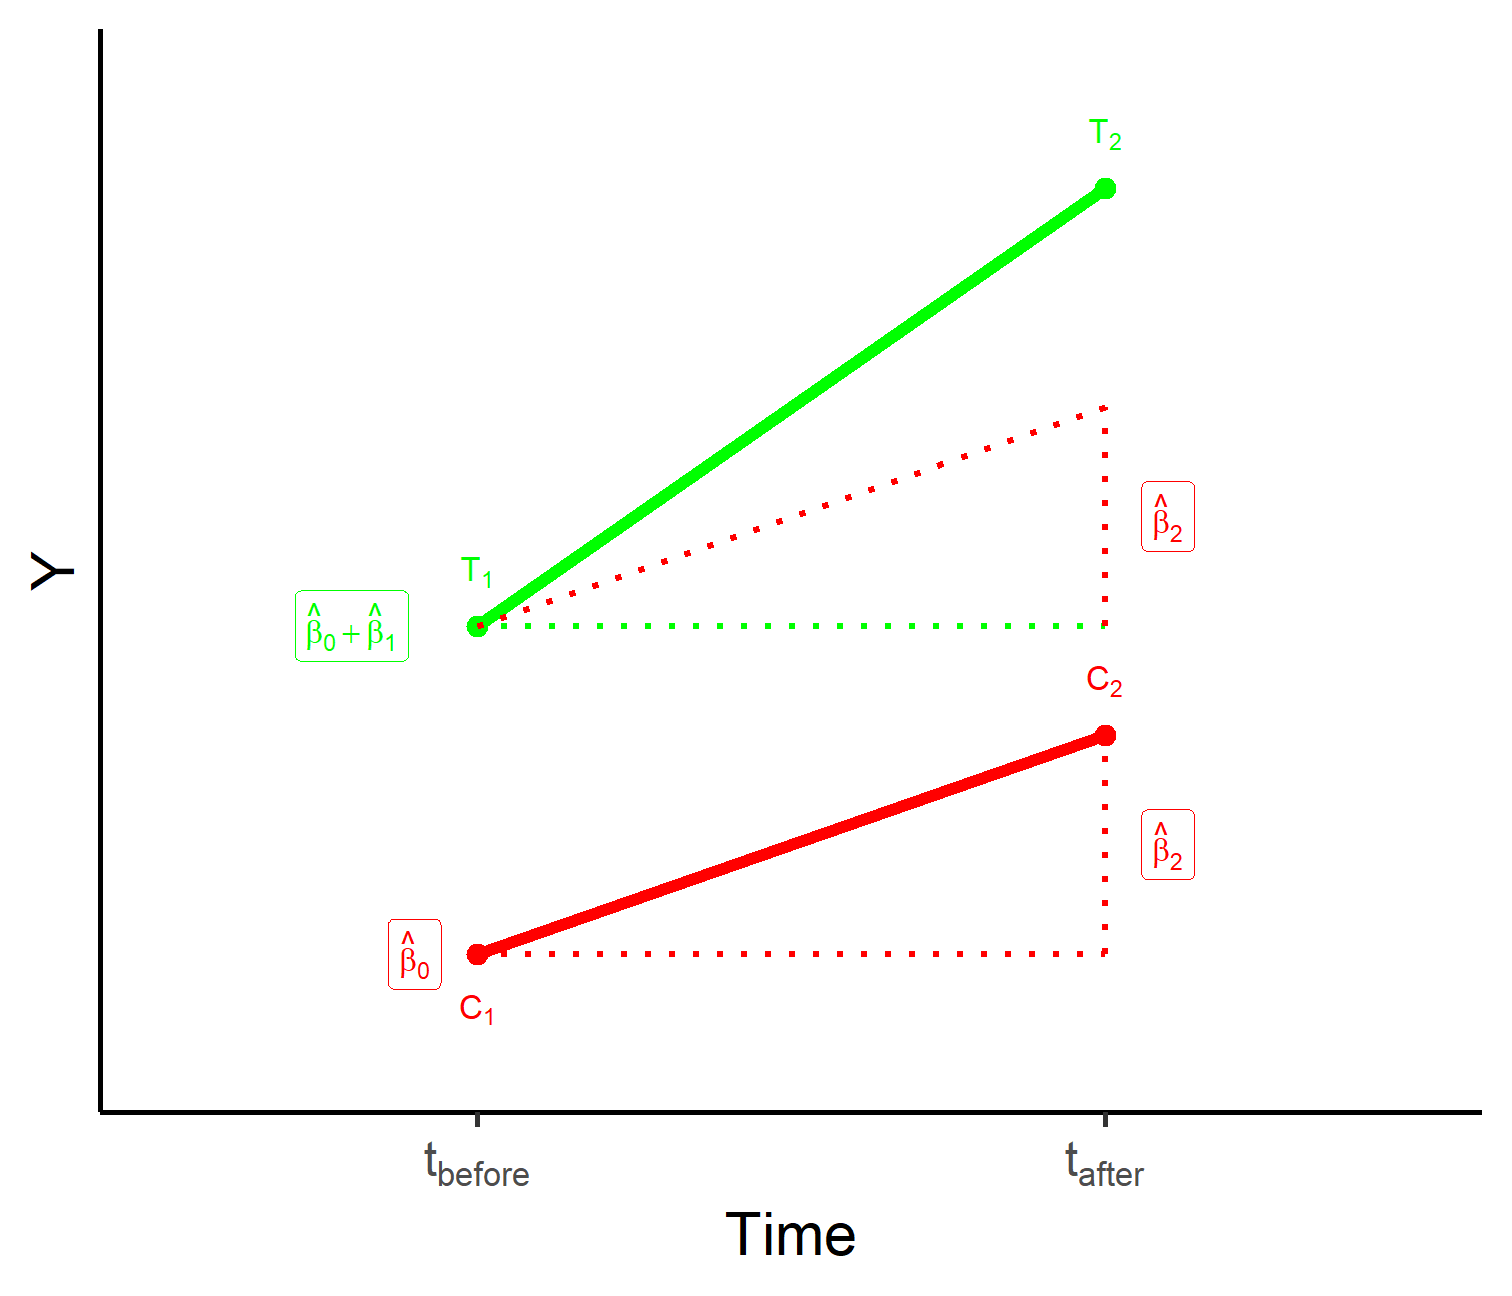 T₂
β̂₂
Y
T₁
β̂₀ + β̂₁
C₂
β̂₂
β̂₀
C₁
t_before
t_after
Time